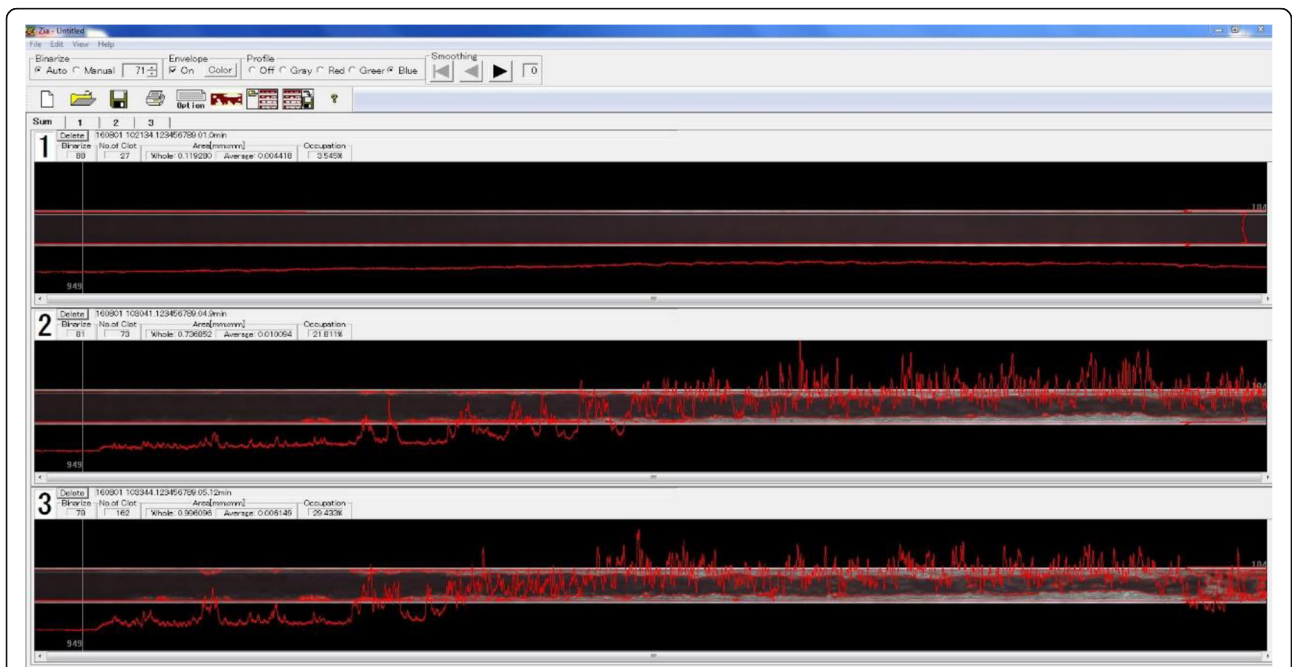 Zia - Untitled
File Edit View Help
Binarize Envelope Profile Smoothing
Auto Manual 71 On Color Off Gray Red Greer Blue 0
Option ?
Sum 1 2 3
1 Delete 160801 102134.123456789.01.0min
Binarize No.of Clot Area[mm×mm] Occupation
88 27 Whole: 0.119280 Average: 0.004418 3.545%
184
949
2 Delete 160801 103041.123456789.04.9min
Binarize No.of Clot Area[mm×mm] Occupation
81 73 Whole: 0.736852 Average: 0.010094 21.811%
184
949
3 Delete 160801 103344.123456789.05.12min
Binarize No.of Clot Area[mm×mm] Occupation
79 162 Whole: 0.996096 Average: 0.006149 29.433%
184
949